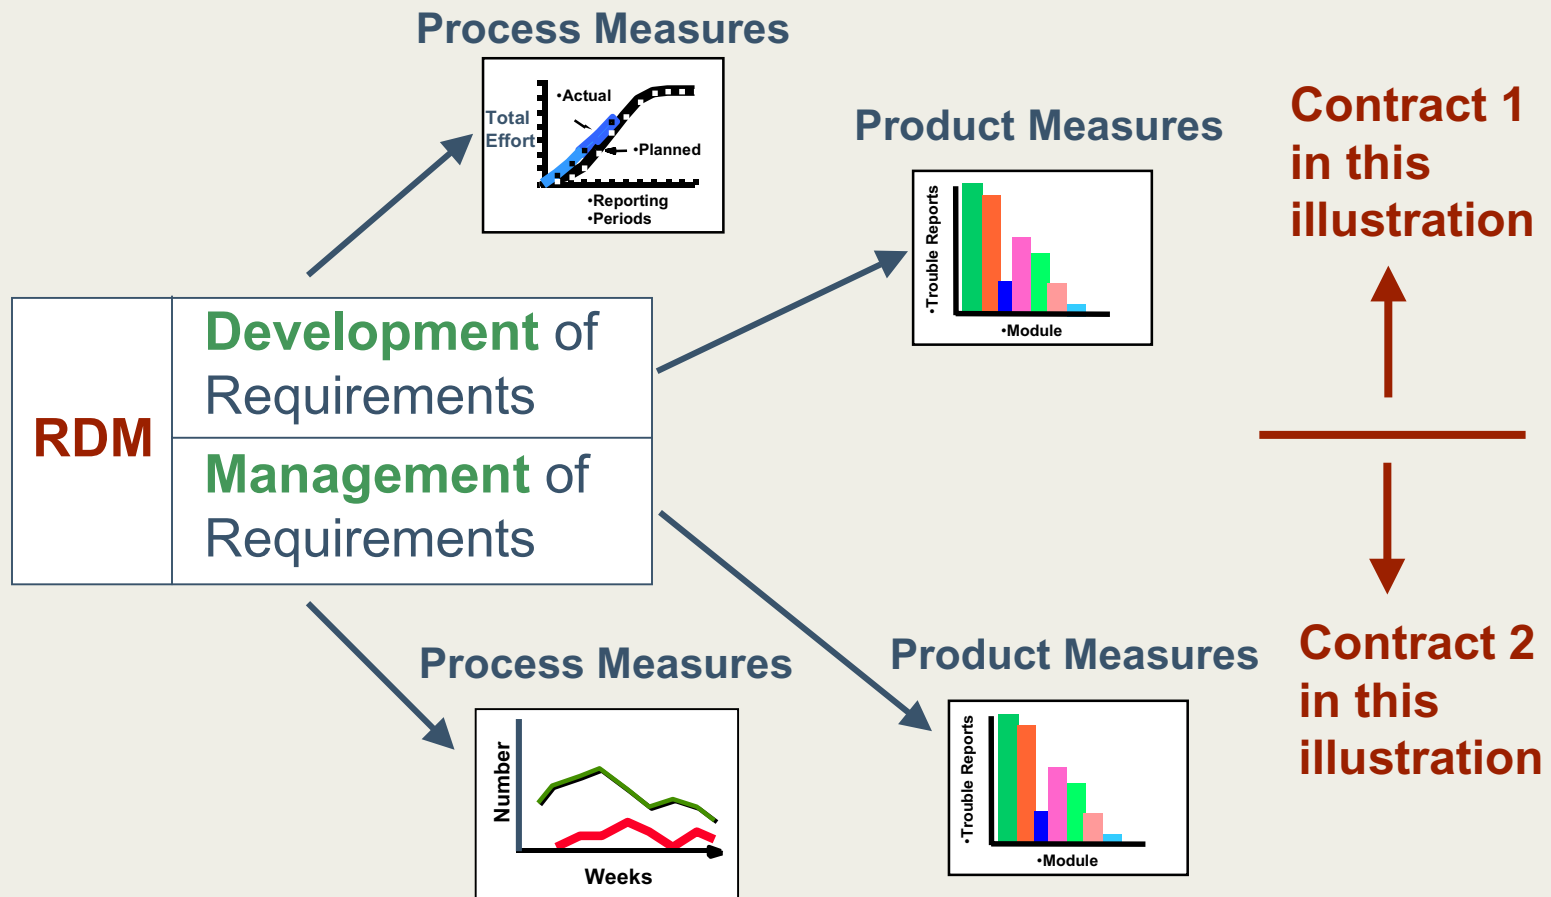 Process Measures
•Actual
Total
Effort
•Planned
•Reporting
•Periods
Product Measures
•Trouble Reports
•Module
Contract 1
in this
illustration
RDM
Development of
Requirements
Management of
Requirements
Process Measures
Number
Weeks
Product Measures
•Trouble Reports
•Module
Contract 2
in this
illustration